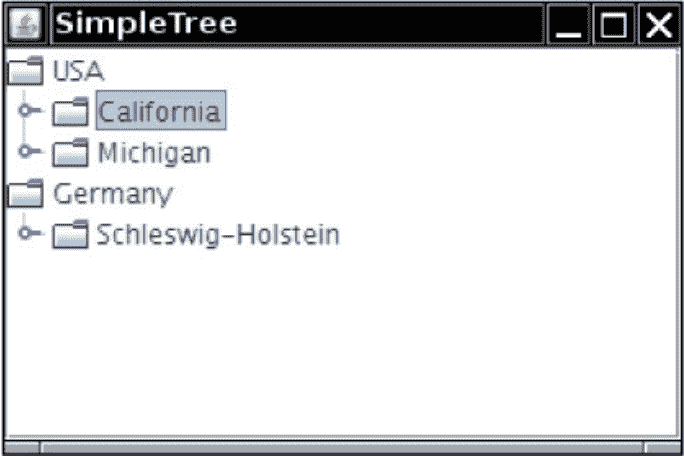 SimpleTree
USA
California
Michigan
Germany
Schleswig-Holstein